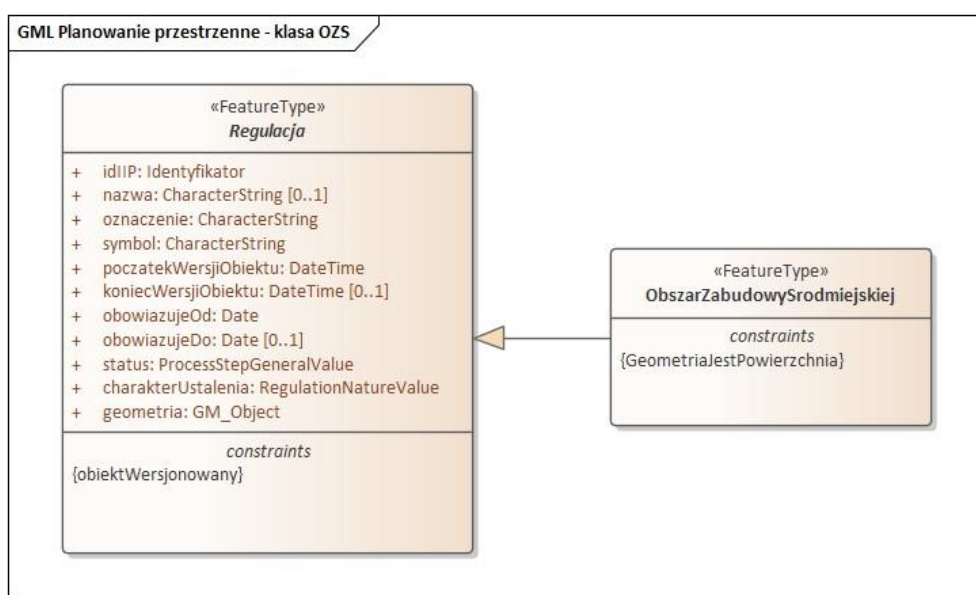 GML Planowanie przestrzenne - klasa OZS
«FeatureType»
Regulacja
+ idIIP: Identyfikator
+ nazwa: CharacterString [0..1]
+ oznaczenie: CharacterString
+ symbol: CharacterString
+ poczatekWersjiObiektu: DateTime
+ koniecWersjiObiektu: DateTime [0..1]
+ obowiazujeOd: Date
+ obowiazujeDo: Date [0..1]
+ status: ProcessStepGeneralValue
+ charakterUstalenia: RegulationNatureValue
+ geometria: GM_Object
constraints
{obiektWersjonowany}
«FeatureType»
ObszarZabudowySrodmiejskiej
constraints
{GeometriaJestPowierzchnia}